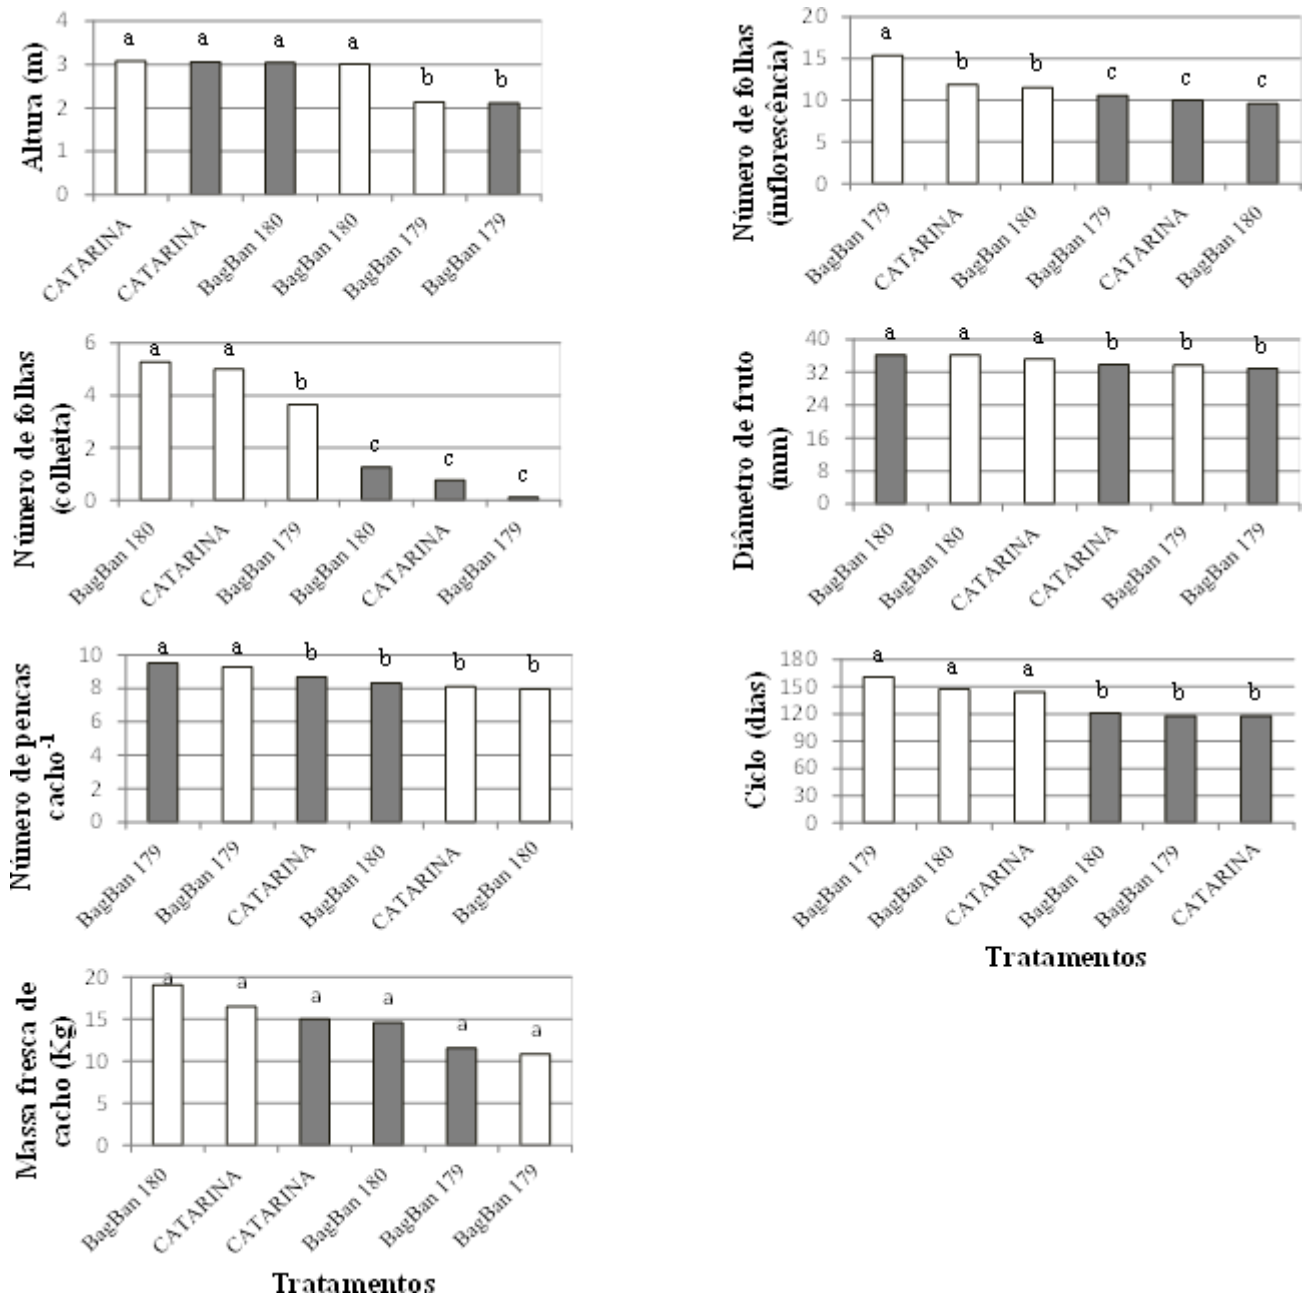 Altura (m)
4
3
2
1
0
a a a a b b
CATARINA CATARINA BagBan 180 BagBan 180 BagBan 179 BagBan 179
Número de folhas
(inflorescência)
20
15
10
5
0
a b b c c c
BagBan 179 CATARINA BagBan 180 BagBan 179 CATARINA BagBan 180
Número de folhas
(colheita)
6
4
2
0
a a b c c c
BagBan 180 CATARINA BagBan 179 BagBan 180 CATARINA BagBan 179
Diâmetro de fruto
(mm)
40
32
24
16
8
0
a a a b b b
BagBan 180 BagBan 180 CATARINA CATARINA BagBan 179 BagBan 179
Número de pencas
cacho-1
10
8
6
4
2
0
a a b b b b
BagBan 179 BagBan 179 CATARINA BagBan 180 CATARINA BagBan 180
Ciclo (dias)
180
150
120
90
60
30
0
a a a b b b
BagBan 179 BagBan 180 CATARINA BagBan 180 BagBan 179 CATARINA
Tratamentos
Massa fresca de
cacho (Kg)
20
15
10
5
0
a a a a a a
BagBan 180 CATARINA CATARINA BagBan 180 BagBan 179 BagBan 179
Tratamentos